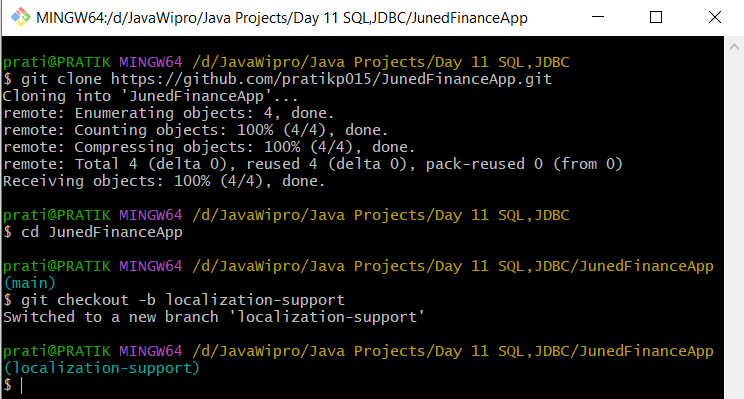 MINGW64:/d/JavaWipro/Java Projects/Day 11 SQL,JDBC/JunedFinanceApp
prati@PRATIK MINGW64 /d/JavaWipro/Java Projects/Day 11 SQL,JDBC
$ git clone https://github.com/pratikp015/JunedFinanceApp.git
Cloning into 'JunedFinanceApp'...
remote: Enumerating objects: 4, done.
remote: Counting objects: 100% (4/4), done.
remote: Compressing objects: 100% (4/4), done.
remote: Total 4 (delta 0), reused 4 (delta 0), pack-reused 0 (from 0)
Receiving objects: 100% (4/4), done.
prati@PRATIK MINGW64 /d/JavaWipro/Java Projects/Day 11 SQL,JDBC
$ cd JunedFinanceApp
prati@PRATIK MINGW64 /d/JavaWipro/Java Projects/Day 11 SQL,JDBC/JunedFinanceApp
(main)
$ git checkout -b localization-support
Switched to a new branch 'localization-support'
prati@PRATIK MINGW64 /d/JavaWipro/Java Projects/Day 11 SQL,JDBC/JunedFinanceApp
(localization-support)
$